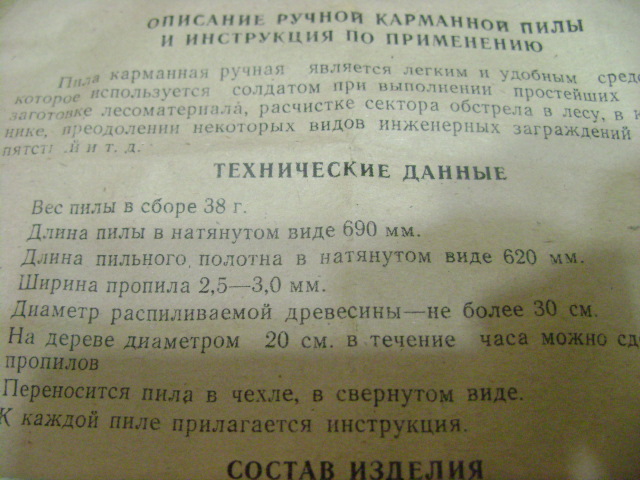 ОПИСАНИЕ РУЧНОЙ КАРМАННОЙ ПИЛЫ
И ИНСТРУКЦИЯ ПО ПРИМЕНЕНИЮ
Пила карманная ручная является легким и удобным средс
которое используется солдатом при выполнении простейших
заготовке лесоматериала, расчистке сектора обстрела в лесу, в к
нике, преодолении некоторых видов инженерных заграждений
пятст й и т. д.
ТЕХНИЧЕСКИЕ ДАННЫЕ
Вес пилы в сборе 38 г.
Длина пилы в натянутом виде 690 мм.
Длина пильного полотна в натянутом виде 620 мм.
Ширина пропила 2,5—3,0 мм.
Диаметр распиливаемой древесины—не более 30 см.
На дереве диаметром 20 см. в течение часа можно сде
пропилов
Переносится пила в чехле, в свернутом виде.
К каждой пиле прилагается инструкция.
СОСТАВ ИЗДЕЛИЯ